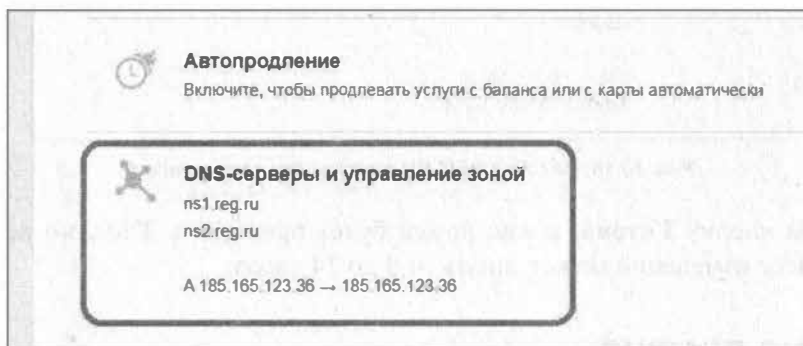 Автопродление
Включите, чтобы продлевать услуги с баланса или с карты автоматически
DNS-серверы и управление зоной
ns1.reg.ru
ns2.reg.ru
A 185.165.123.36 → 185.165.123.36